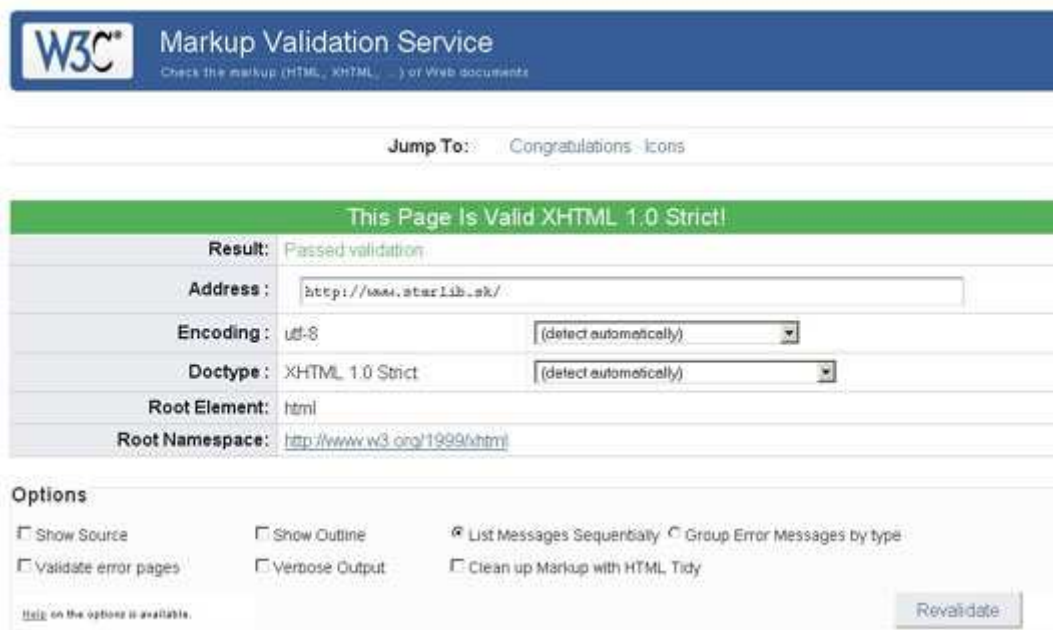 W3C®
Markup Validation Service
Check the markup (HTML, XHTML, ...) of Web documents
Jump To: Congratulations Icons
This Page Is Valid XHTML 1.0 Strict!
Result: Passed validation
Address : http://www.starlib.sk/
Encoding : utf-8 (detect automatically)
Doctype : XHTML 1.0 Strict (detect automatically)
Root Element: html
Root Namespace: http://www.w3.org/1999/xhtml
Options
Show Source Show Outline List Messages Sequentially Group Error Messages by type
Validate error pages Verbose Output Clean up Markup with HTML Tidy
Help on the options is available.
Revalidate